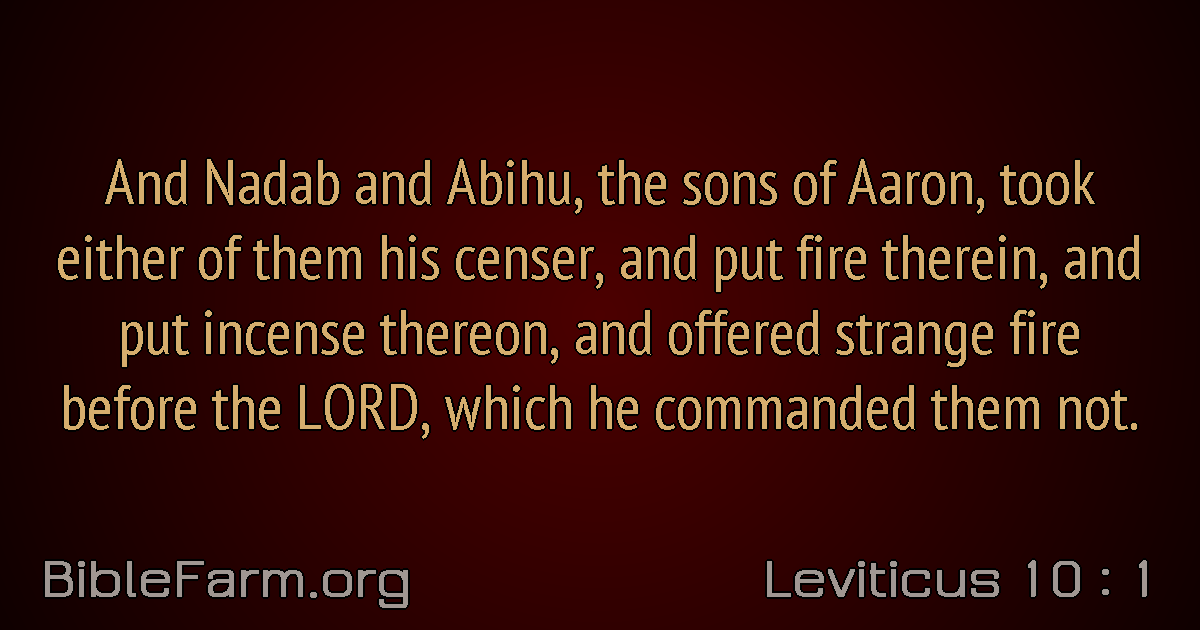 And Nadab and Abihu, the sons of Aaron, took
either of them his censer, and put fire therein, and
put incense thereon, and offered strange fire
before the LORD, which he commanded them not.
BibleFarm.org
Leviticus 10 : 1